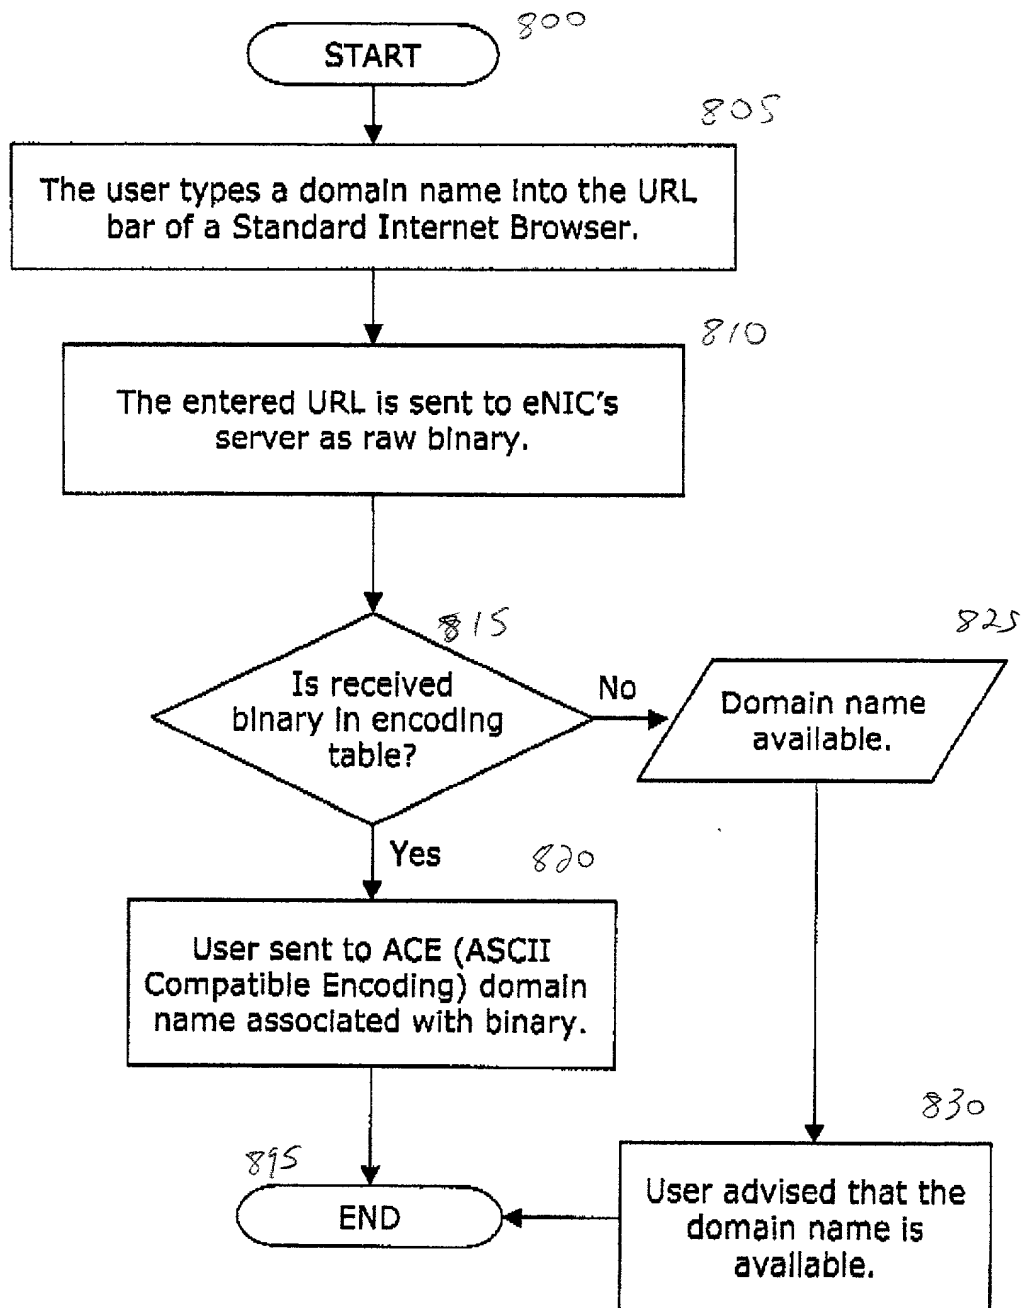 800
START
805
The user types a domain name into the URL
bar of a Standard Internet Browser.
810
The entered URL is sent to eNIC's
server as raw binary.
815
825
Is received
binary in encoding
table?
No
Domain name
available.
Yes
820
User sent to ACE (ASCII
Compatible Encoding) domain
name associated with binary.
830
895
END
User advised that the
domain name is
available.